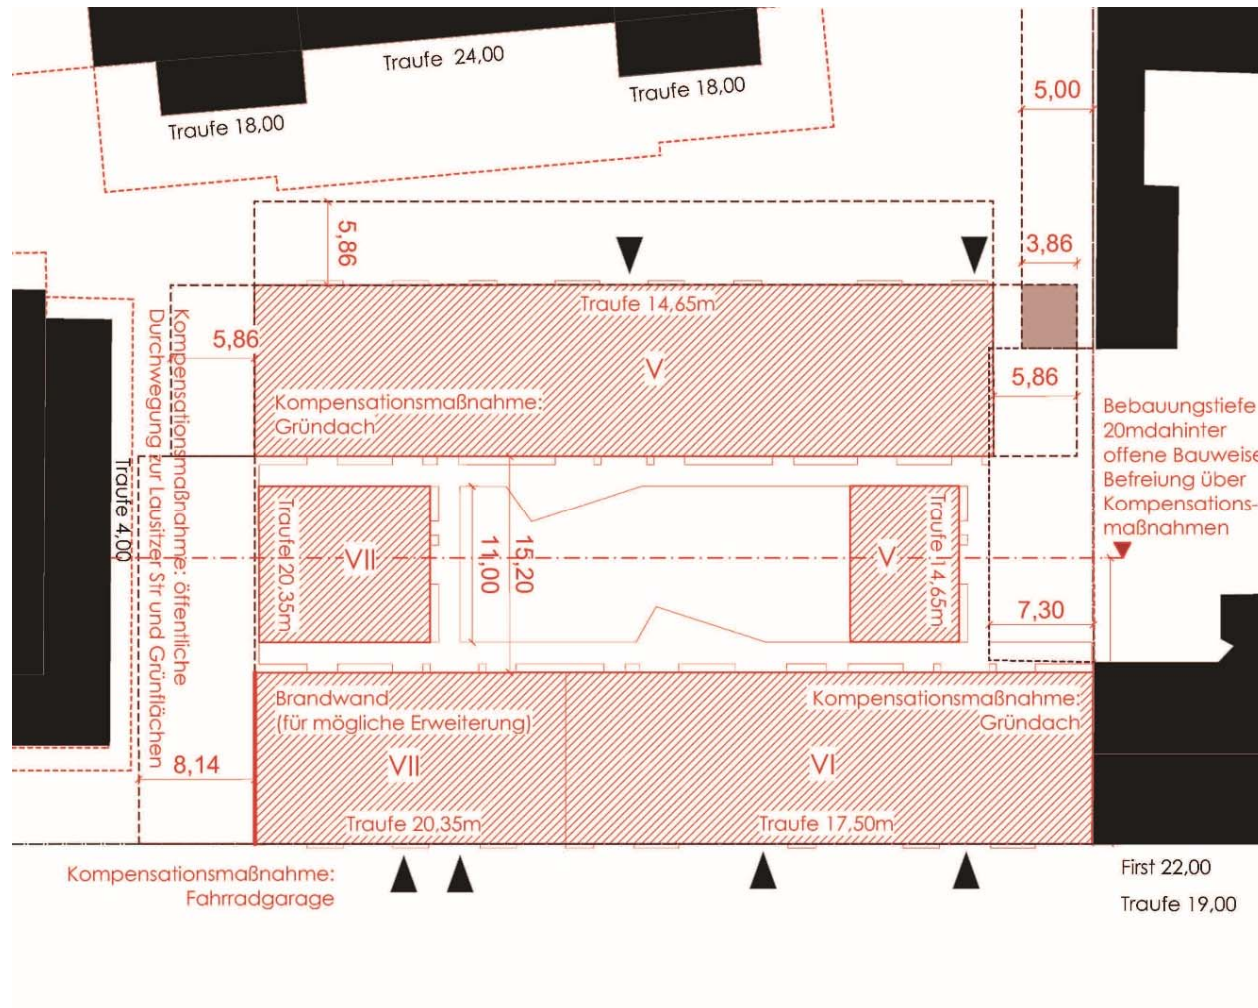 Traufe 24,00
Traufe 18,00
Traufe 18,00
5,00
3,86
5,86
Traufe 14,65m
5,86
V
5,86
Kompensationsmaßnahme:
Gründach
Kompensationsmaßnahme: öffentliche
Durchwegung zur Lausitzer Str und Grünflächen
Traufe 4,00
Bebauungstiefe
20mdahinter
offene Bauweise
Befreiung über
Kompensations-
maßnahmen
Traufe 20,35m
VII
11,00
15,20
V
Traufe 14,65m
7,30
Brandwand
(für mögliche Erweiterung)
Kompensationsmaßnahme:
Gründach
8,14
VII
VI
Traufe 20,35m
Traufe 17,50m
Kompensationsmaßnahme:
Fahrradgarage
First 22,00
Traufe 19,00